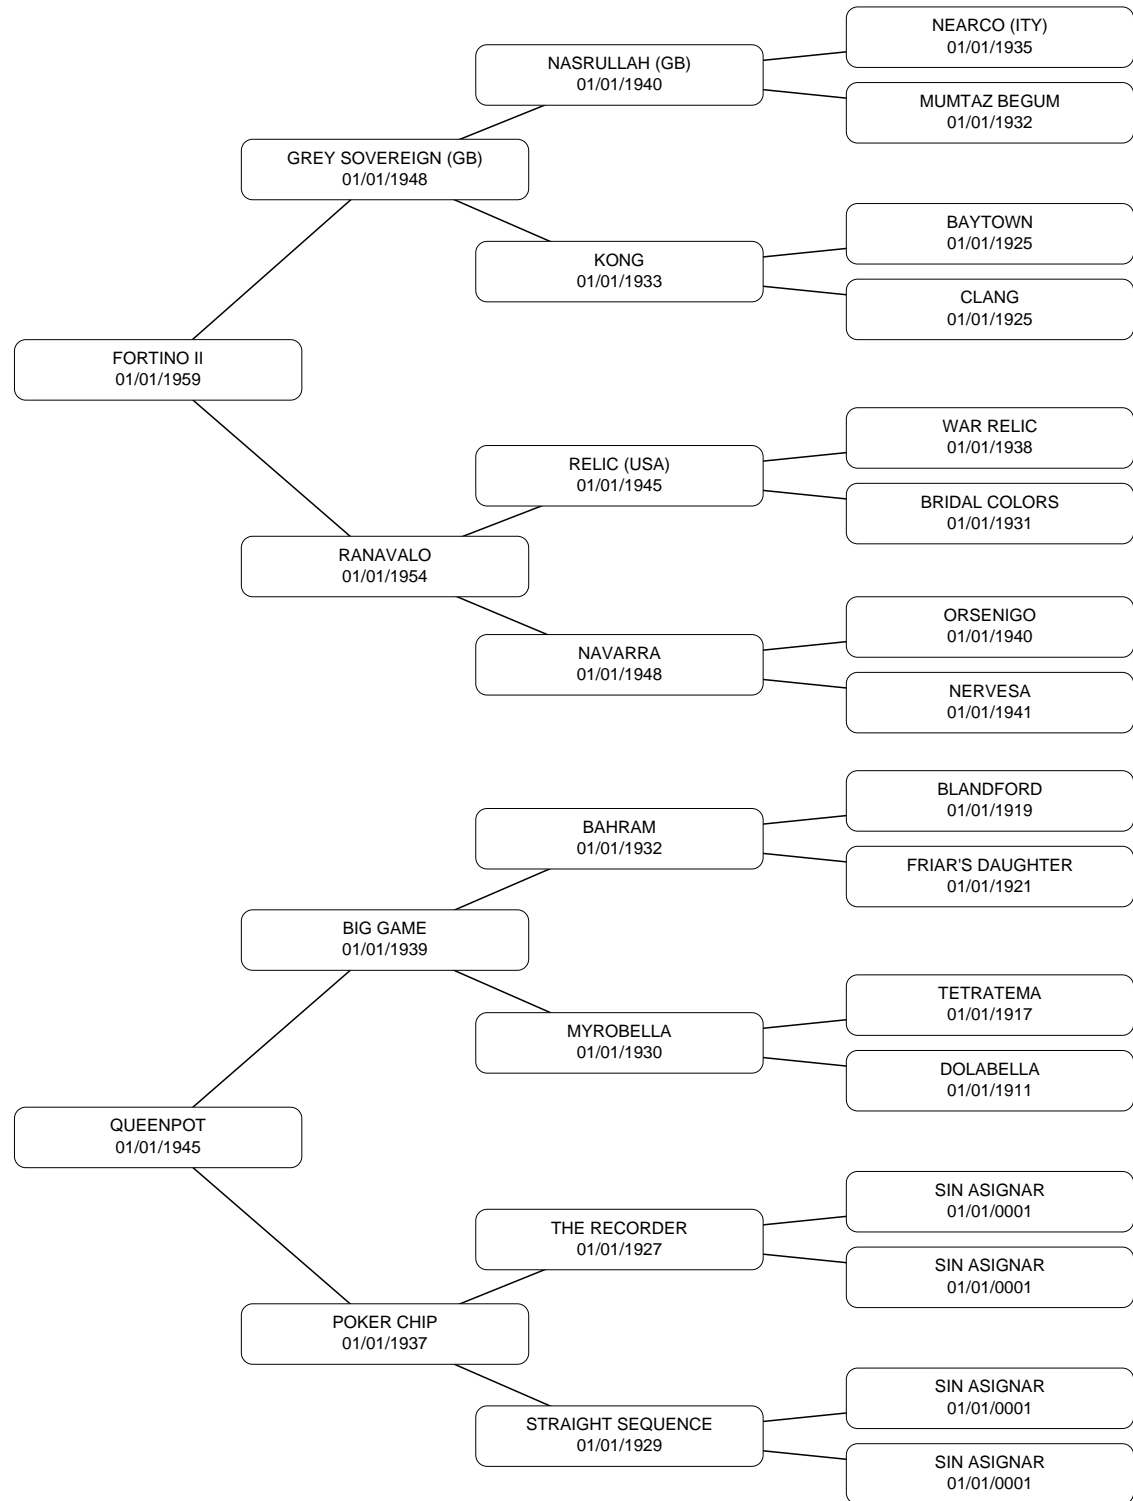 NEARCO (ITY)
01/01/1935
NASRULLAH (GB)
01/01/1940
MUMTAZ BEGUM
01/01/1932
GREY SOVEREIGN (GB)
01/01/1948
BAYTOWN
01/01/1925
KONG
01/01/1933
CLANG
01/01/1925
FORTINO II
01/01/1959
WAR RELIC
01/01/1938
RELIC (USA)
01/01/1945
BRIDAL COLORS
01/01/1931
RANAVALO
01/01/1954
ORSENIGO
01/01/1940
NAVARRA
01/01/1948
NERVESA
01/01/1941
BLANDFORD
01/01/1919
BAHRAM
01/01/1932
FRIAR'S DAUGHTER
01/01/1921
BIG GAME
01/01/1939
TETRATEMA
01/01/1917
MYROBELLA
01/01/1930
DOLABELLA
01/01/1911
QUEENPOT
01/01/1945
SIN ASIGNAR
01/01/0001
THE RECORDER
01/01/1927
SIN ASIGNAR
01/01/0001
POKER CHIP
01/01/1937
SIN ASIGNAR
01/01/0001
STRAIGHT SEQUENCE
01/01/1929
SIN ASIGNAR
01/01/0001